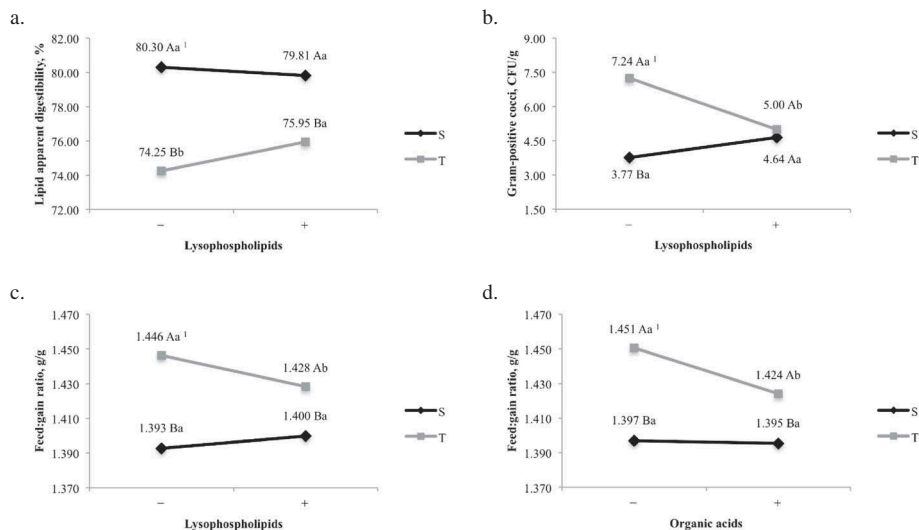 a.
Lipid apparent digestibility, %
82.00
80.00
78.00
76.00
74.00
72.00
80.30 Aa ¹
79.81 Aa
74.25 Bb
75.95 Ba
S
T
−
+
Lysophospholipids
b.
Gram-positive cocci, CFU/g
9.00
7.50
6.00
4.50
3.00
1.50
7.24 Aa ¹
5.00 Ab
3.77 Ba
4.64 Aa
S
T
−
+
Lysophospholipids
c.
Feed:gain ratio, g/g
1.470
1.450
1.430
1.410
1.390
1.370
1.446 Aa ¹
1.428 Ab
1.393 Ba
1.400 Ba
S
T
−
+
Lysophospholipids
d.
Feed:gain ratio, g/g
1.470
1.450
1.430
1.410
1.390
1.370
1.451 Aa ¹
1.424 Ab
1.397 Ba
1.395 Ba
S
T
−
+
Organic acids